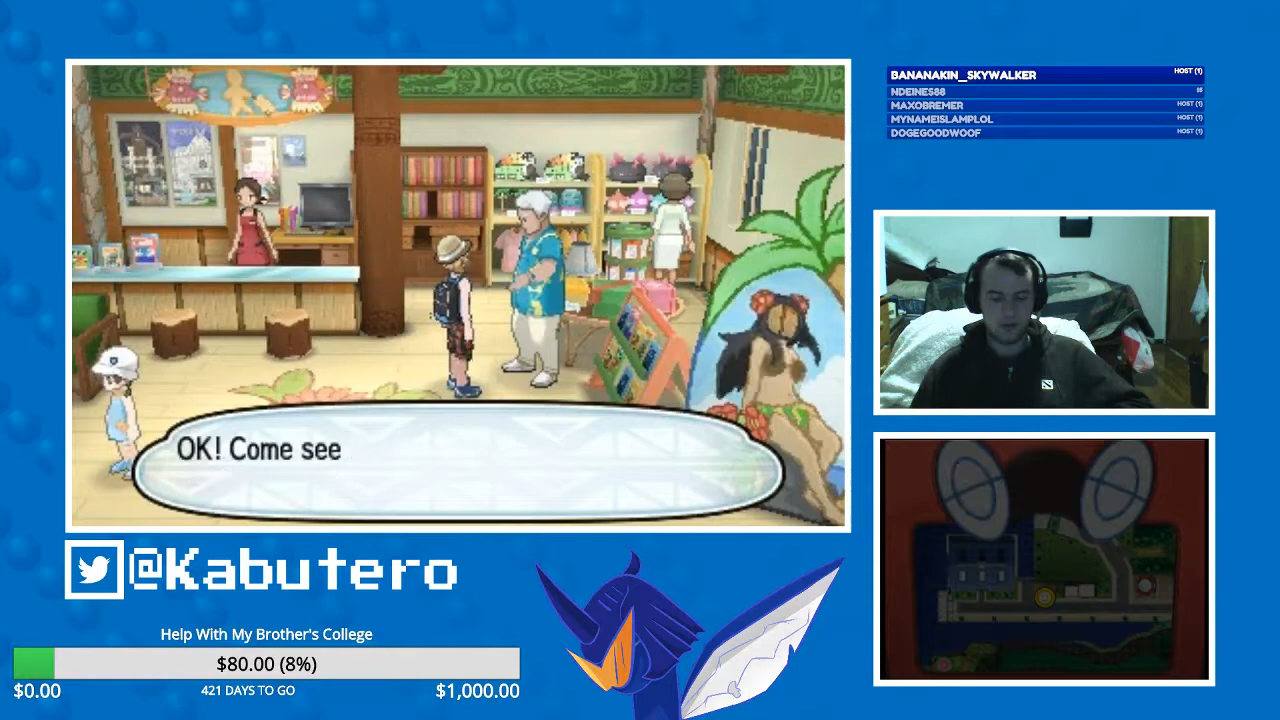 BANANAKIN_SKYWALKER HOST (1)
NDEINES88
MAXOBREMER HOST (1)
MYNAMEISLAMPLOL HOST (1)
DOGEGOODWOOF HOST (1)
OK! Come see
@Kabutero
Help With My Brother's College
$80.00 (8%)
$0.00 421 DAYS TO GO $1,000.00